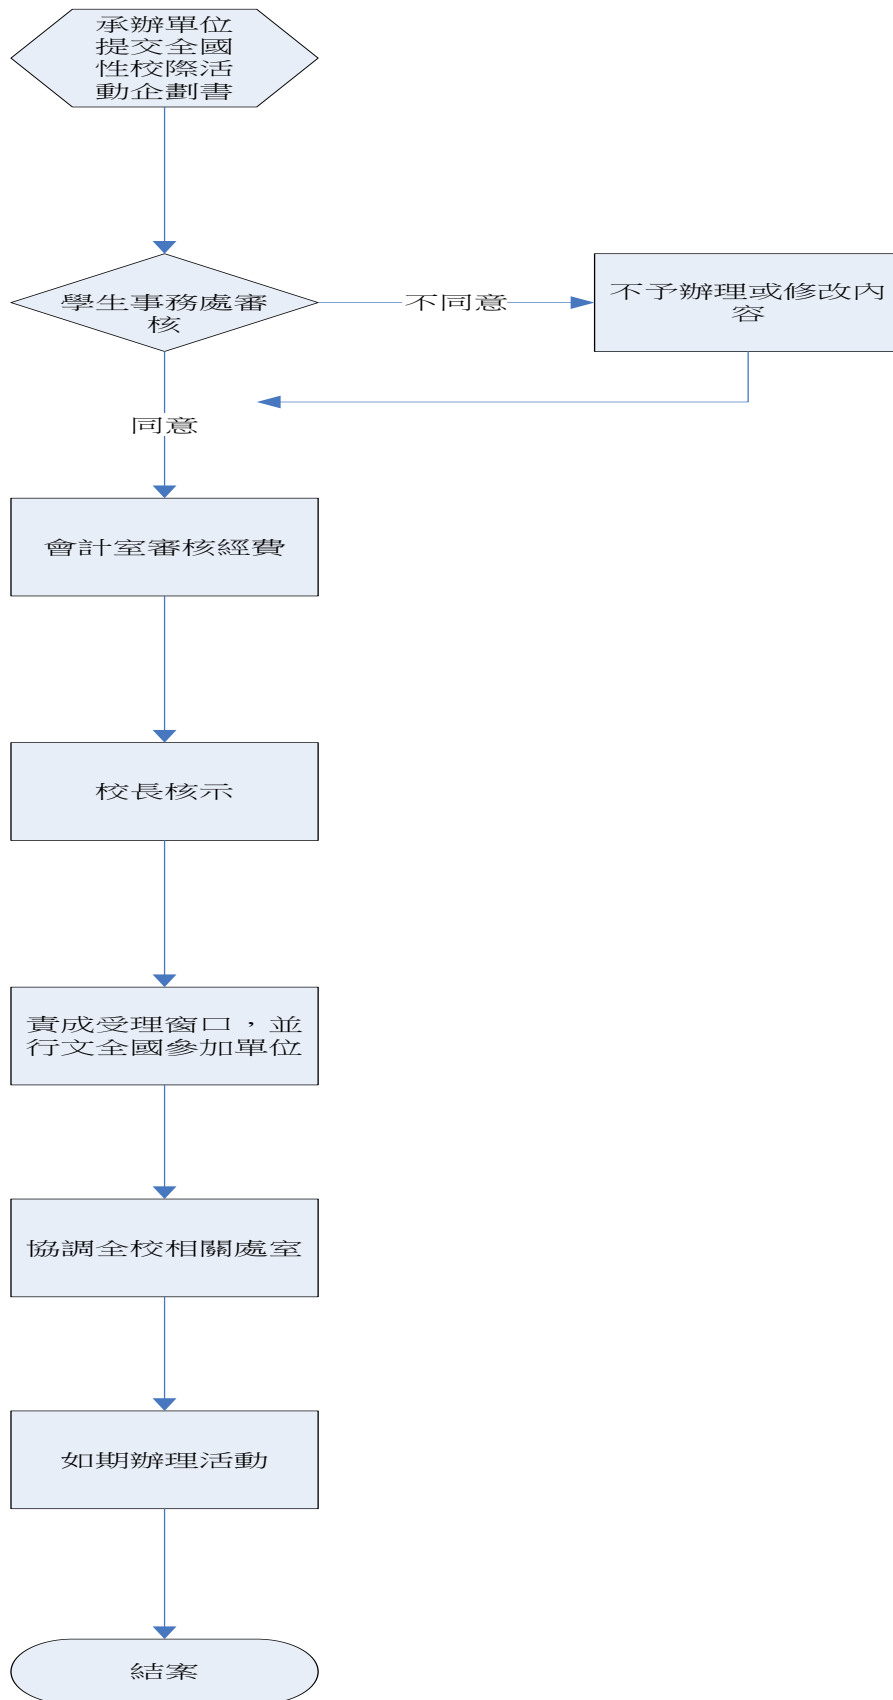 承辦單位
提交全國
性校際活
動企劃書
學生事務處審
核
不同意
不予辦理或修改內
容
同意
會計室審核經費
校長核示
責成受理窗口，並
行文全國參加單位
協調全校相關處室
如期辦理活動
結案